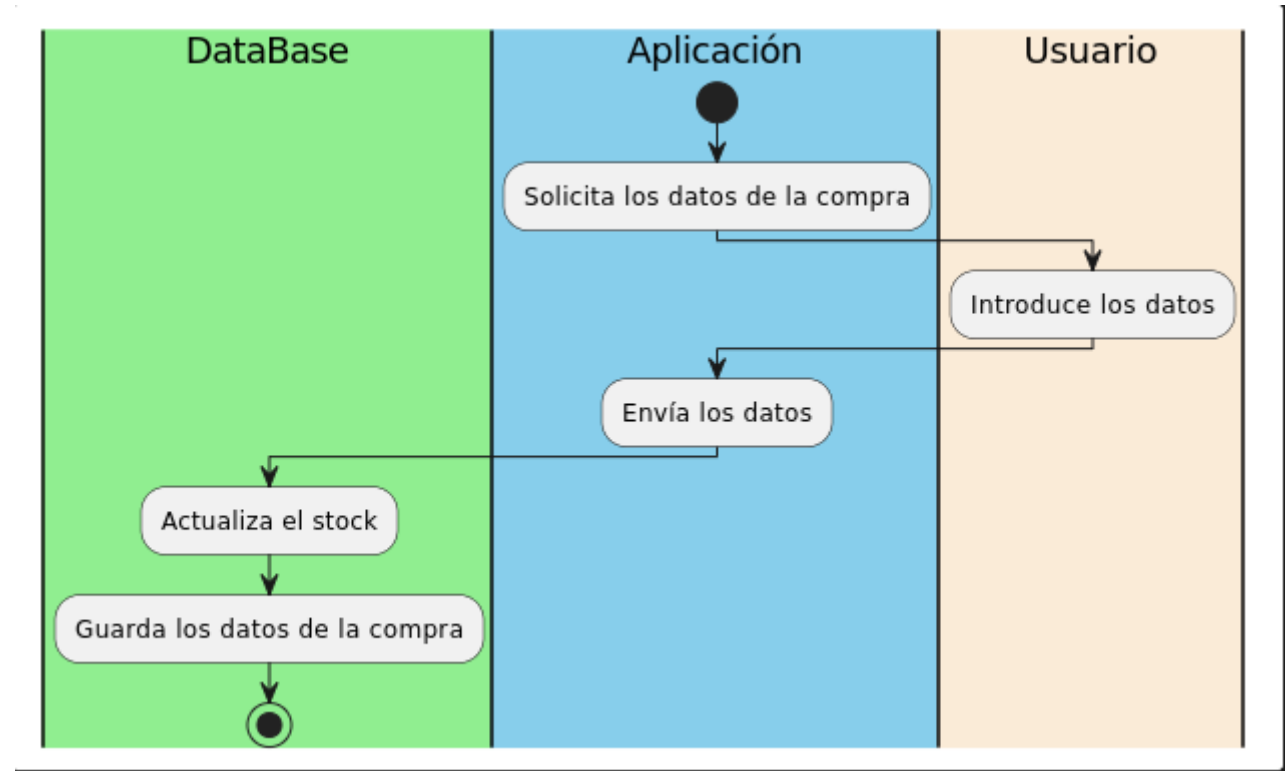 DataBase
Aplicación
Usuario
Solicita los datos de la compra
Introduce los datos
Envía los datos
Actualiza el stock
Guarda los datos de la compra